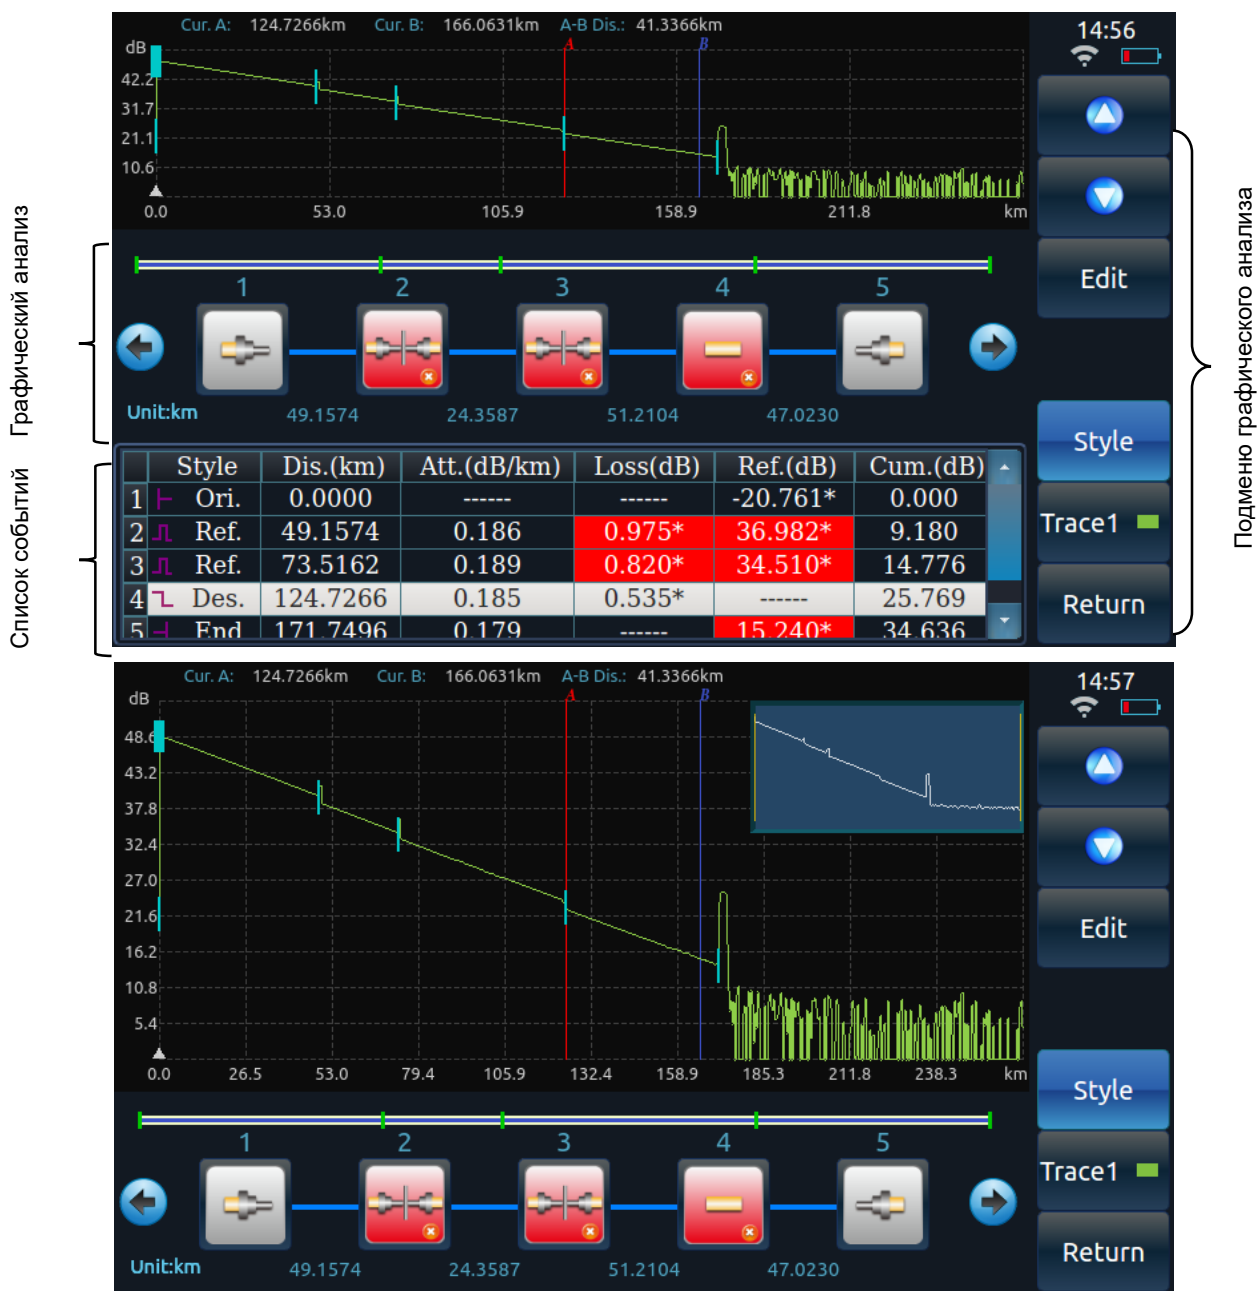 Cur. A: 124.7266km Cur. B: 166.0631km A-B Dis.: 41.3366km
14:56
dB
A
B
42.2
31.7
21.1
10.6
0.0 53.0 105.9 158.9 211.8 km
Edit
Style
Trace1
Return
Графический анализ
Подменю графического анализа
1 2 3 4 5
Unit:km 49.1574 24.3587 51.2104 47.0230
Список событий
Style Dis.(km) Att.(dB/km) Loss(dB) Ref.(dB) Cum.(dB)
1 Ori. 0.0000 ------ ------ -20.761* 0.000
2 Ref. 49.1574 0.186 0.975* 36.982* 9.180
3 Ref. 73.5162 0.189 0.820* 34.510* 14.776
4 Des. 124.7266 0.185 0.535* ------ 25.769
5 End 171.7496 0.179 ------ 15.240* 34.636
Cur. A: 124.7266km Cur. B: 166.0631km A-B Dis.: 41.3366km
14:57
dB
A
B
48.6
43.2
37.8
32.4
27.0
21.6
16.2
10.8
5.4
0.0 26.5 53.0 79.4 105.9 132.4 158.9 185.3 211.8 238.3 km
Edit
Style
Trace1
Return
1 2 3 4 5
Unit:km 49.1574 24.3587 51.2104 47.0230